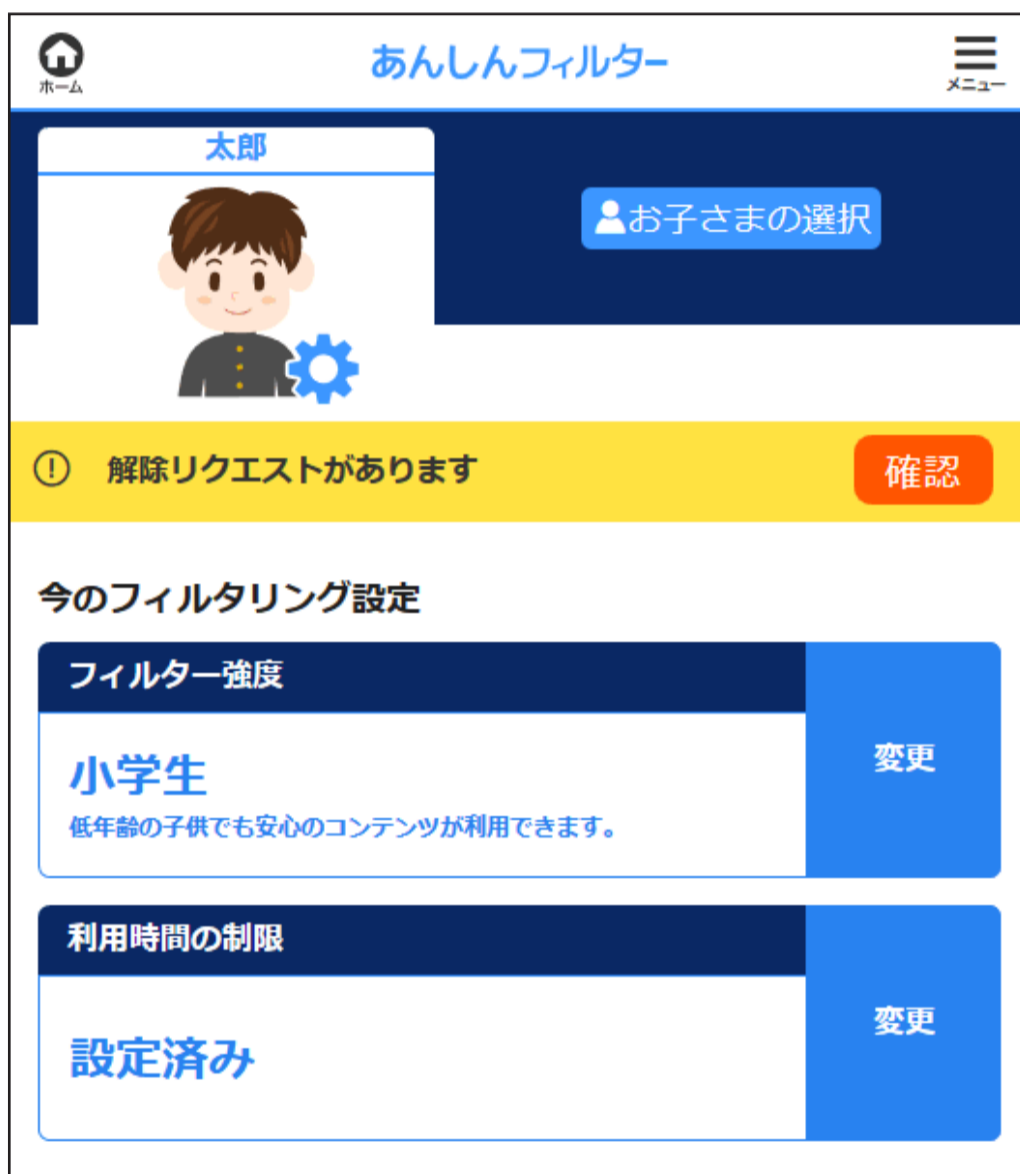 あんしんフィルター
ホーム
メニュー
太郎
お子さまの選択
解除リクエストがあります
確認
今のフィルタリング設定
フィルター強度
小学生
低年齢の子供でも安心のコンテンツが利用できます。
変更
利用時間の制限
設定済み
変更